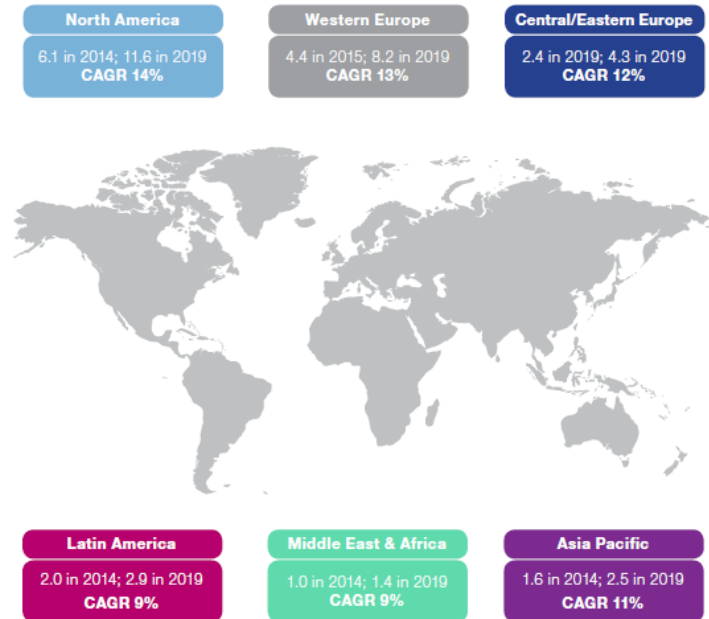 North America
6.1 in 2014; 11.6 in 2019
CAGR 14%
Western Europe
4.4 in 2015; 8.2 in 2019
CAGR 13%
Central/Eastern Europe
2.4 in 2019; 4.3 in 2019
CAGR 12%
Latin America
2.0 in 2014; 2.9 in 2019
CAGR 9%
Middle East & Africa
1.0 in 2014; 1.4 in 2019
CAGR 9%
Asia Pacific
1.6 in 2014; 2.5 in 2019
CAGR 11%